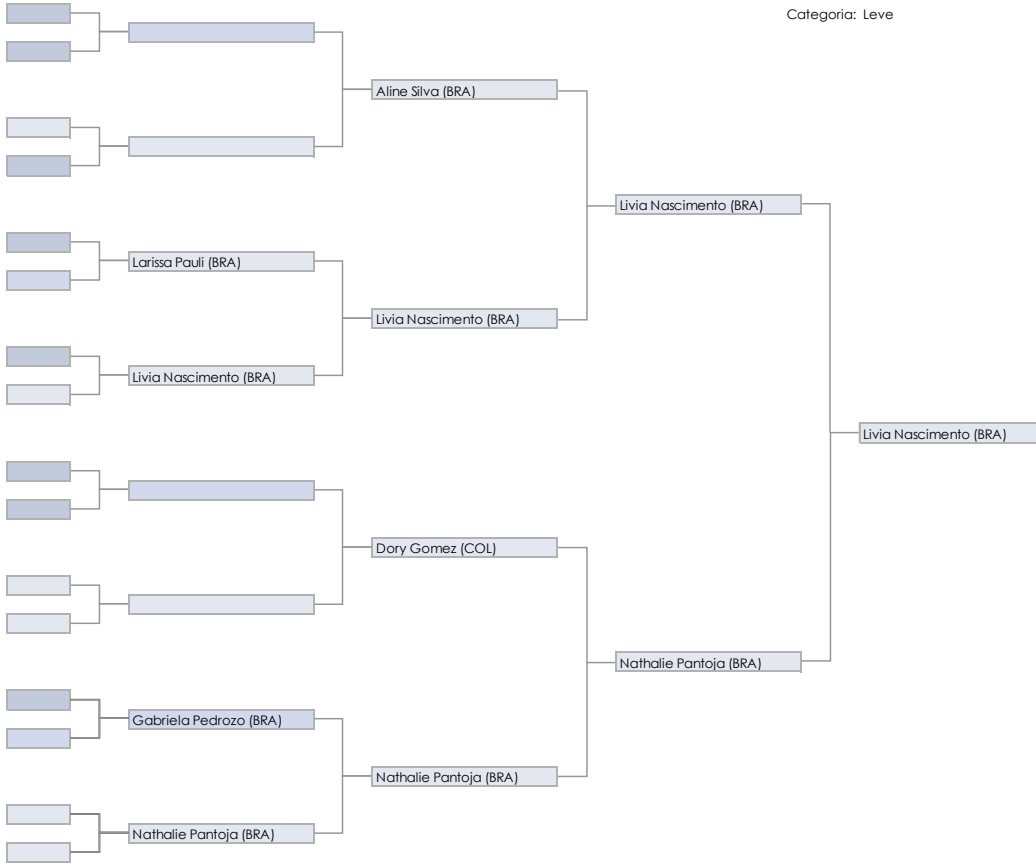 Categoria: Leve
Aline Silva (BRA)
Livia Nascimento (BRA)
Larissa Pauli (BRA)
Livia Nascimento (BRA)
Livia Nascimento (BRA)
Livia Nascimento (BRA)
Dory Gomez (COL)
Nathalie Pantoja (BRA)
Gabriela Pedrozo (BRA)
Nathalie Pantoja (BRA)
Nathalie Pantoja (BRA)